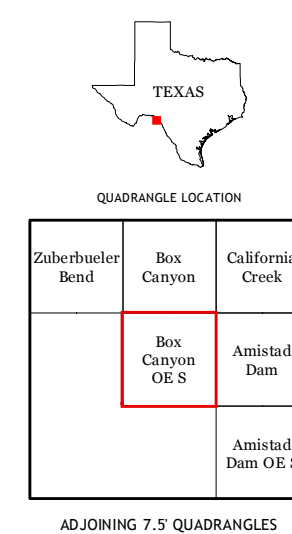 TEXAS
QUADRANGLE LOCATION
Zuberbueler
Bend
Box
Canyon
California
Creek
Box
Canyon
OE S
Amistad
Dam
Amistad
Dam OE S
ADJOINING 7.5' QUADRANGLES